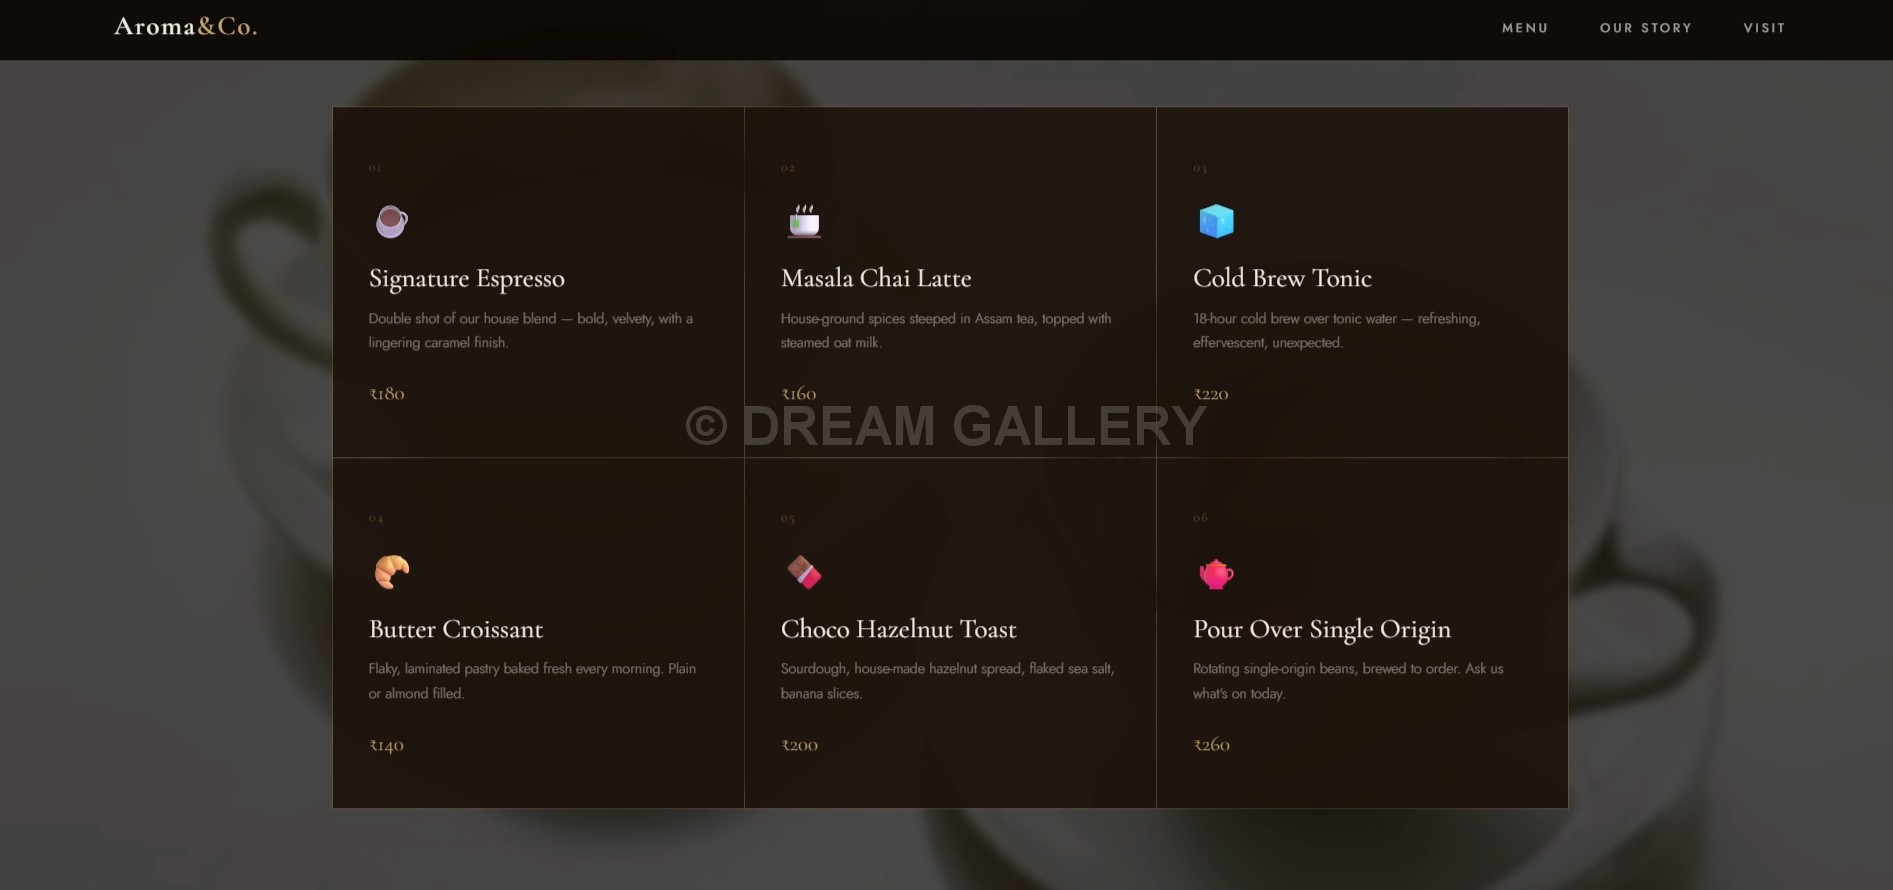 Aroma&Co.
MENU
OUR STORY
VISIT
01
Signature Espresso
Double shot of our house blend — bold, velvety, with a
lingering caramel finish.
₹180
02
Masala Chai Latte
House-ground spices steeped in Assam tea, topped with
steamed oat milk.
₹160
03
Cold Brew Tonic
18-hour cold brew over tonic water — refreshing,
effervescent, unexpected.
₹220
© DREAM GALLERY
04
Butter Croissant
Flaky, laminated pastry baked fresh every morning. Plain
or almond filled.
₹140
05
Choco Hazelnut Toast
Sourdough, house-made hazelnut spread, flaked sea salt,
banana slices.
₹200
06
Pour Over Single Origin
Rotating single-origin beans, brewed to order. Ask us
what's on today.
₹260